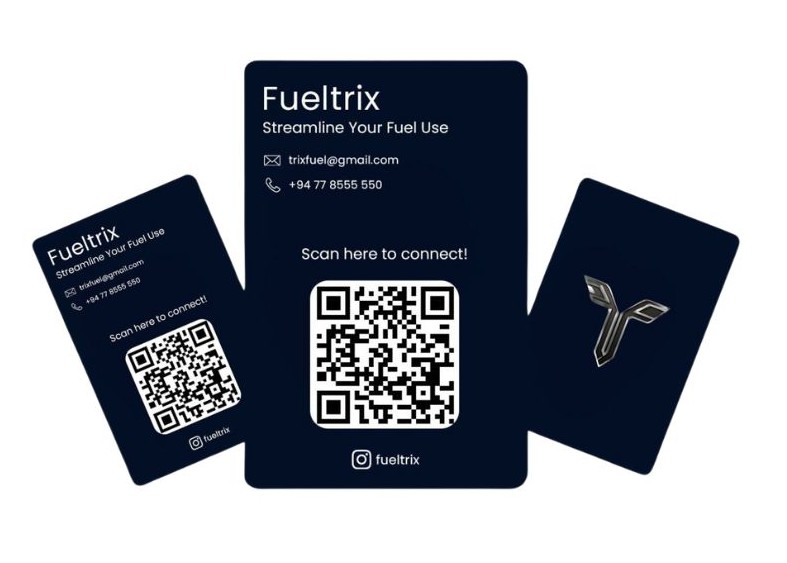 Fueltrix
Streamline Your Fuel Use
trixfuel@gmail.com
+94 77 8555 550
Scan here to connect!
fueltrix
Fueltrix
Streamline Your Fuel Use
trixfuel@gmail.com
+94 77 8555 550
Scan here to connect!
fueltrix